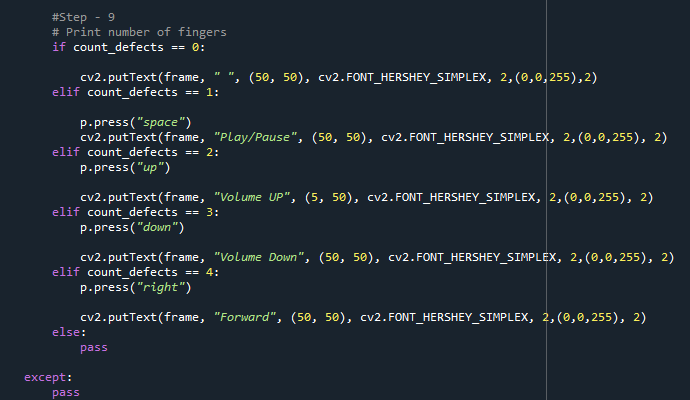 #Step - 9
# Print number of fingers
if count_defects == 0:
cv2.putText(frame, " ", (50, 50), cv2.FONT_HERSHEY_SIMPLEX, 2,(0,0,255),2)
elif count_defects == 1:
p.press("space")
cv2.putText(frame, "Play/Pause", (50, 50), cv2.FONT_HERSHEY_SIMPLEX, 2,(0,0,255), 2)
elif count_defects == 2:
p.press("up")
cv2.putText(frame, "Volume UP", (5, 50), cv2.FONT_HERSHEY_SIMPLEX, 2,(0,0,255), 2)
elif count_defects == 3:
p.press("down")
cv2.putText(frame, "Volume Down", (50, 50), cv2.FONT_HERSHEY_SIMPLEX, 2,(0,0,255), 2)
elif count_defects == 4:
p.press("right")
cv2.putText(frame, "Forward", (50, 50), cv2.FONT_HERSHEY_SIMPLEX, 2,(0,0,255), 2)
else:
pass
except:
pass